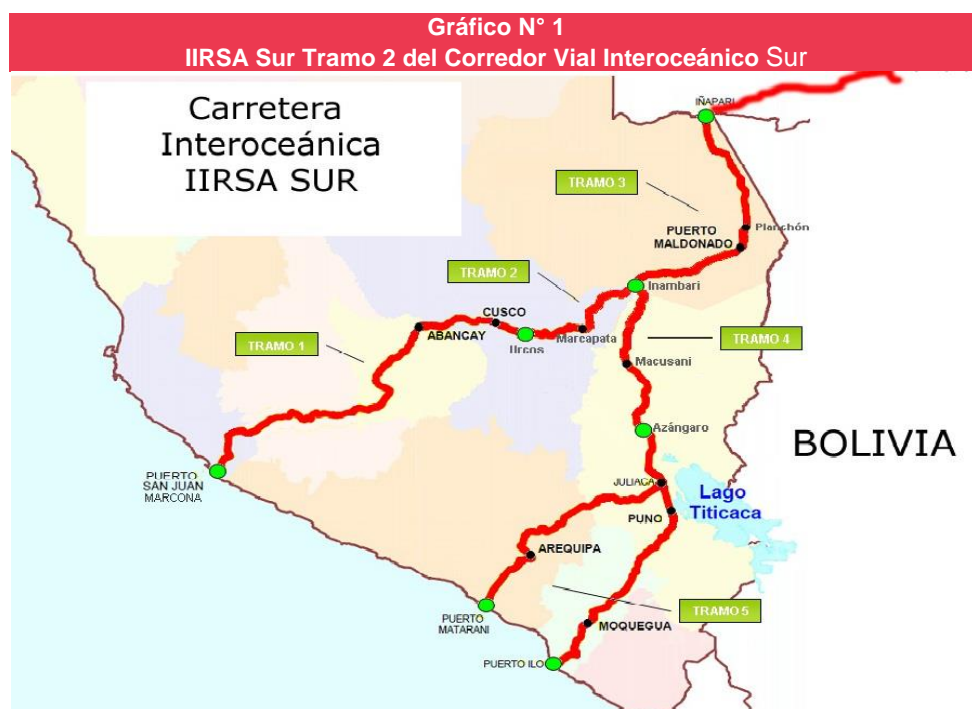 Gráfico N° 1
IIRSA Sur Tramo 2 del Corredor Vial Interoceánico Sur
Carretera
Interoceánica
IIRSA SUR
IÑAPARI
TRAMO 3
Planchón
PUERTO
MALDONADO
TRAMO 2
Inambari
CUSCO
ABANCAY
Urcos
Marcapata
TRAMO 1
TRAMO 4
Macusani
Azángaro
BOLIVIA
PUERTO
SAN JUAN
MARCONA
JULIACA
Lago
Titicaca
PUNO
AREQUIPA
PUERTO
MATARANI
TRAMO 5
MOQUEGUA
PUERTO ILO